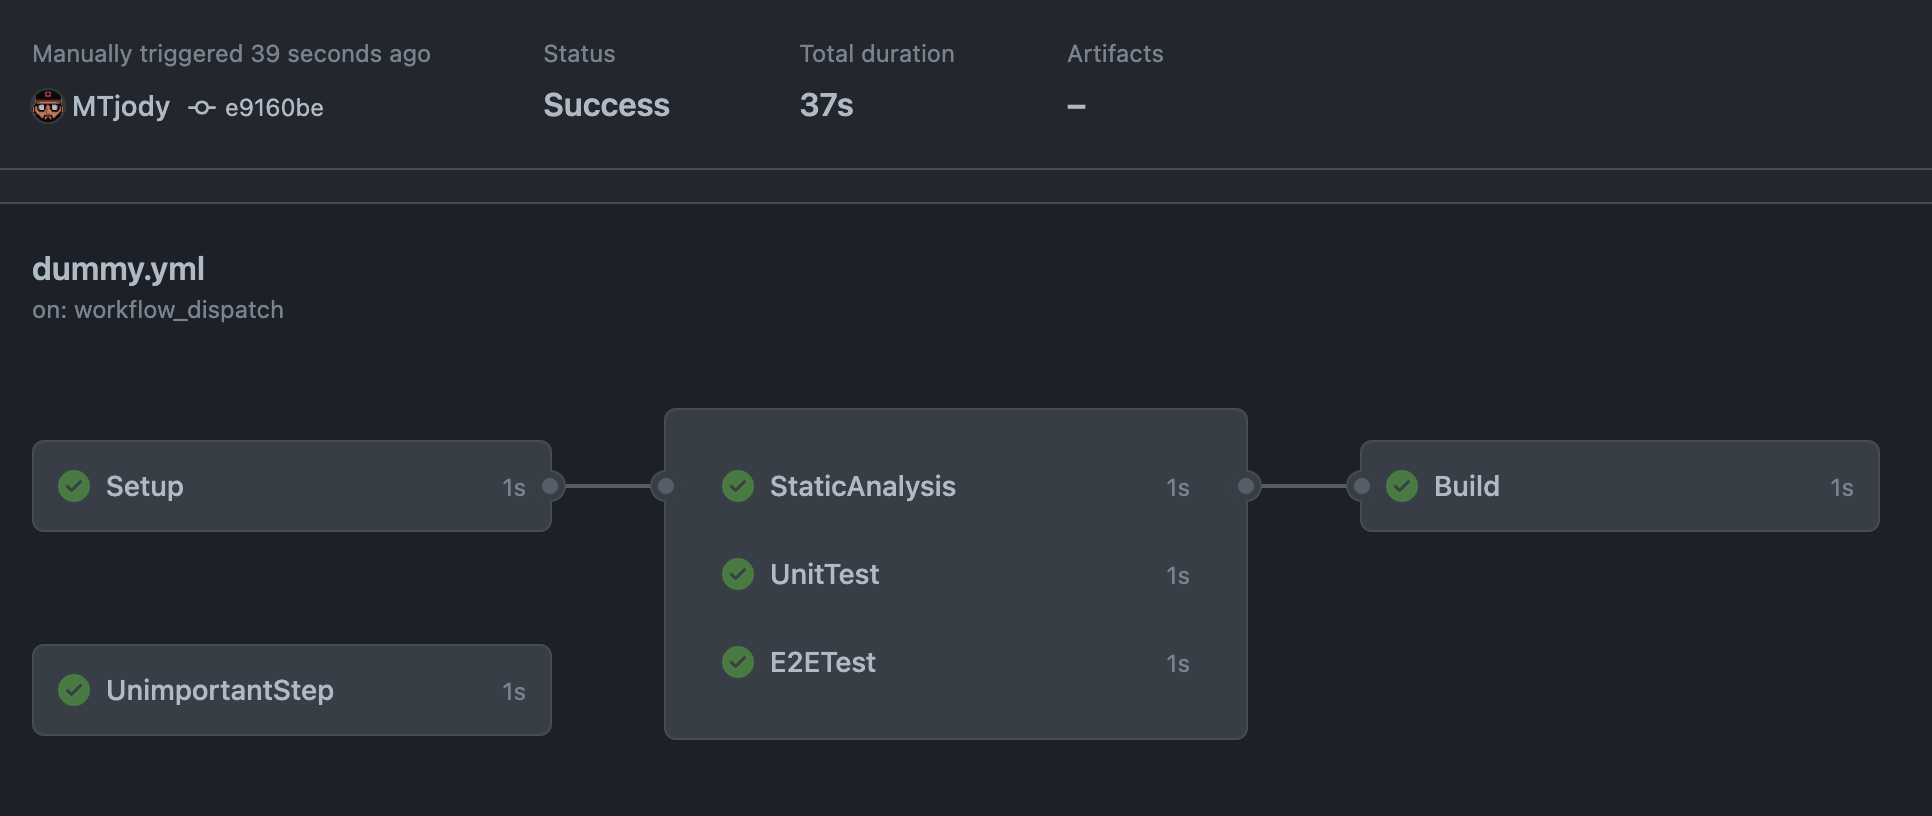 Manually triggered 39 seconds ago
MTjody e9160be
Status
Success
Total duration
37s
Artifacts
–
dummy.yml
on: workflow_dispatch
Setup 1s
UnimportantStep 1s
StaticAnalysis 1s
UnitTest 1s
E2ETest 1s
Build 1s